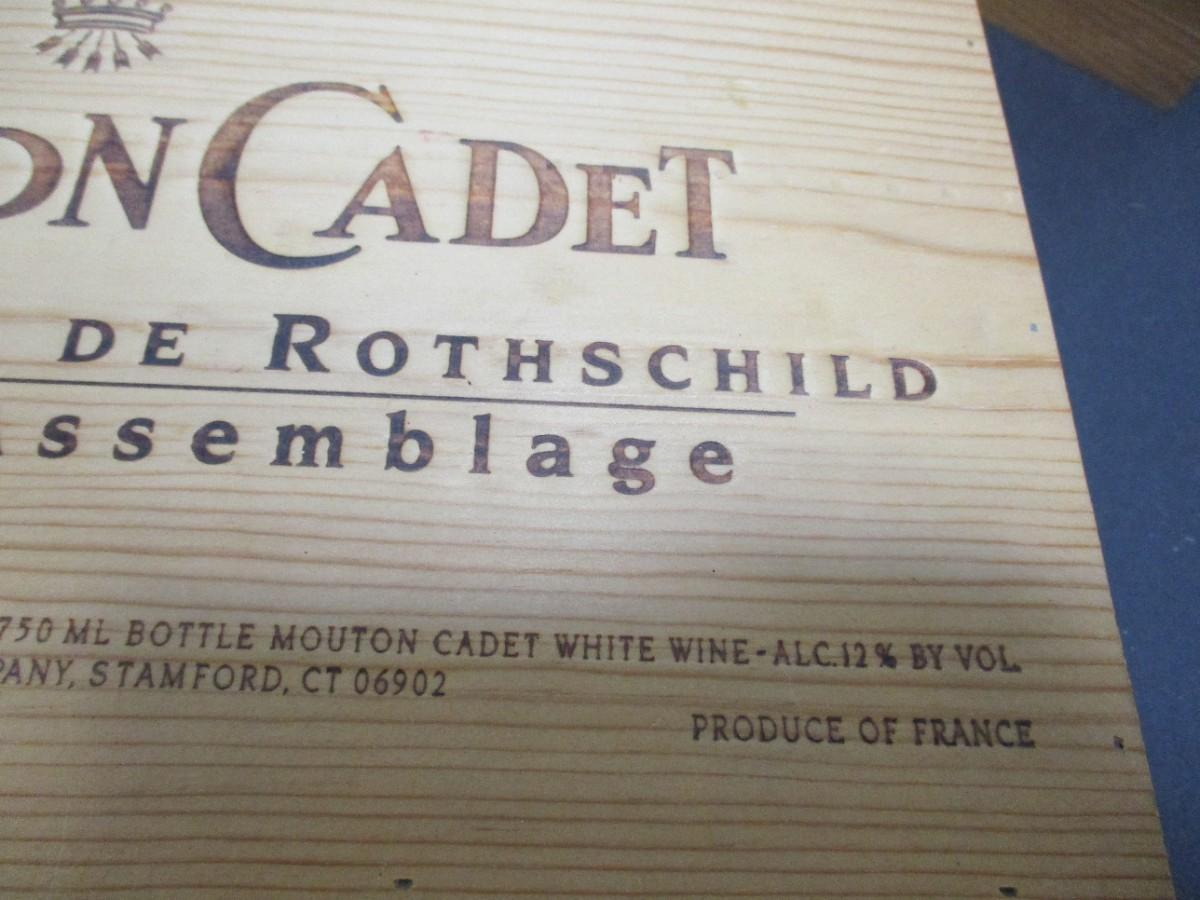 ON CADET
DE ROTHSCHILD
ssemblage
750 ML BOTTLE MOUTON CADET WHITE WINE-ALC.12% BY VOL.
PANY, STAMFORD, CT 06902
PRODUCE OF FRANCE